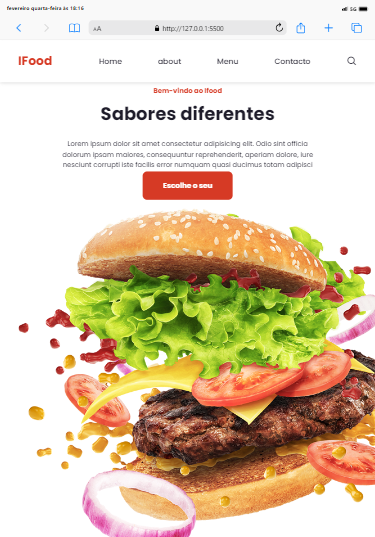 fevereiro quarta-feira às 18:15
5G
AA
http://127.0.0.1:5500
IFood
Home
about
Menu
Contacto
Bem-vindo ao Ifood
Sabores diferentes
Lorem ipsum dolor sit amet consectetur adipisicing elit. Odio sint officia
dolorum ipsam maiores, consequuntur reprehenderit, aperiam dolore, iure
nesciunt corrupti iste facilis error numquam quasi ducimus totam adipisci
Escolhe o seu